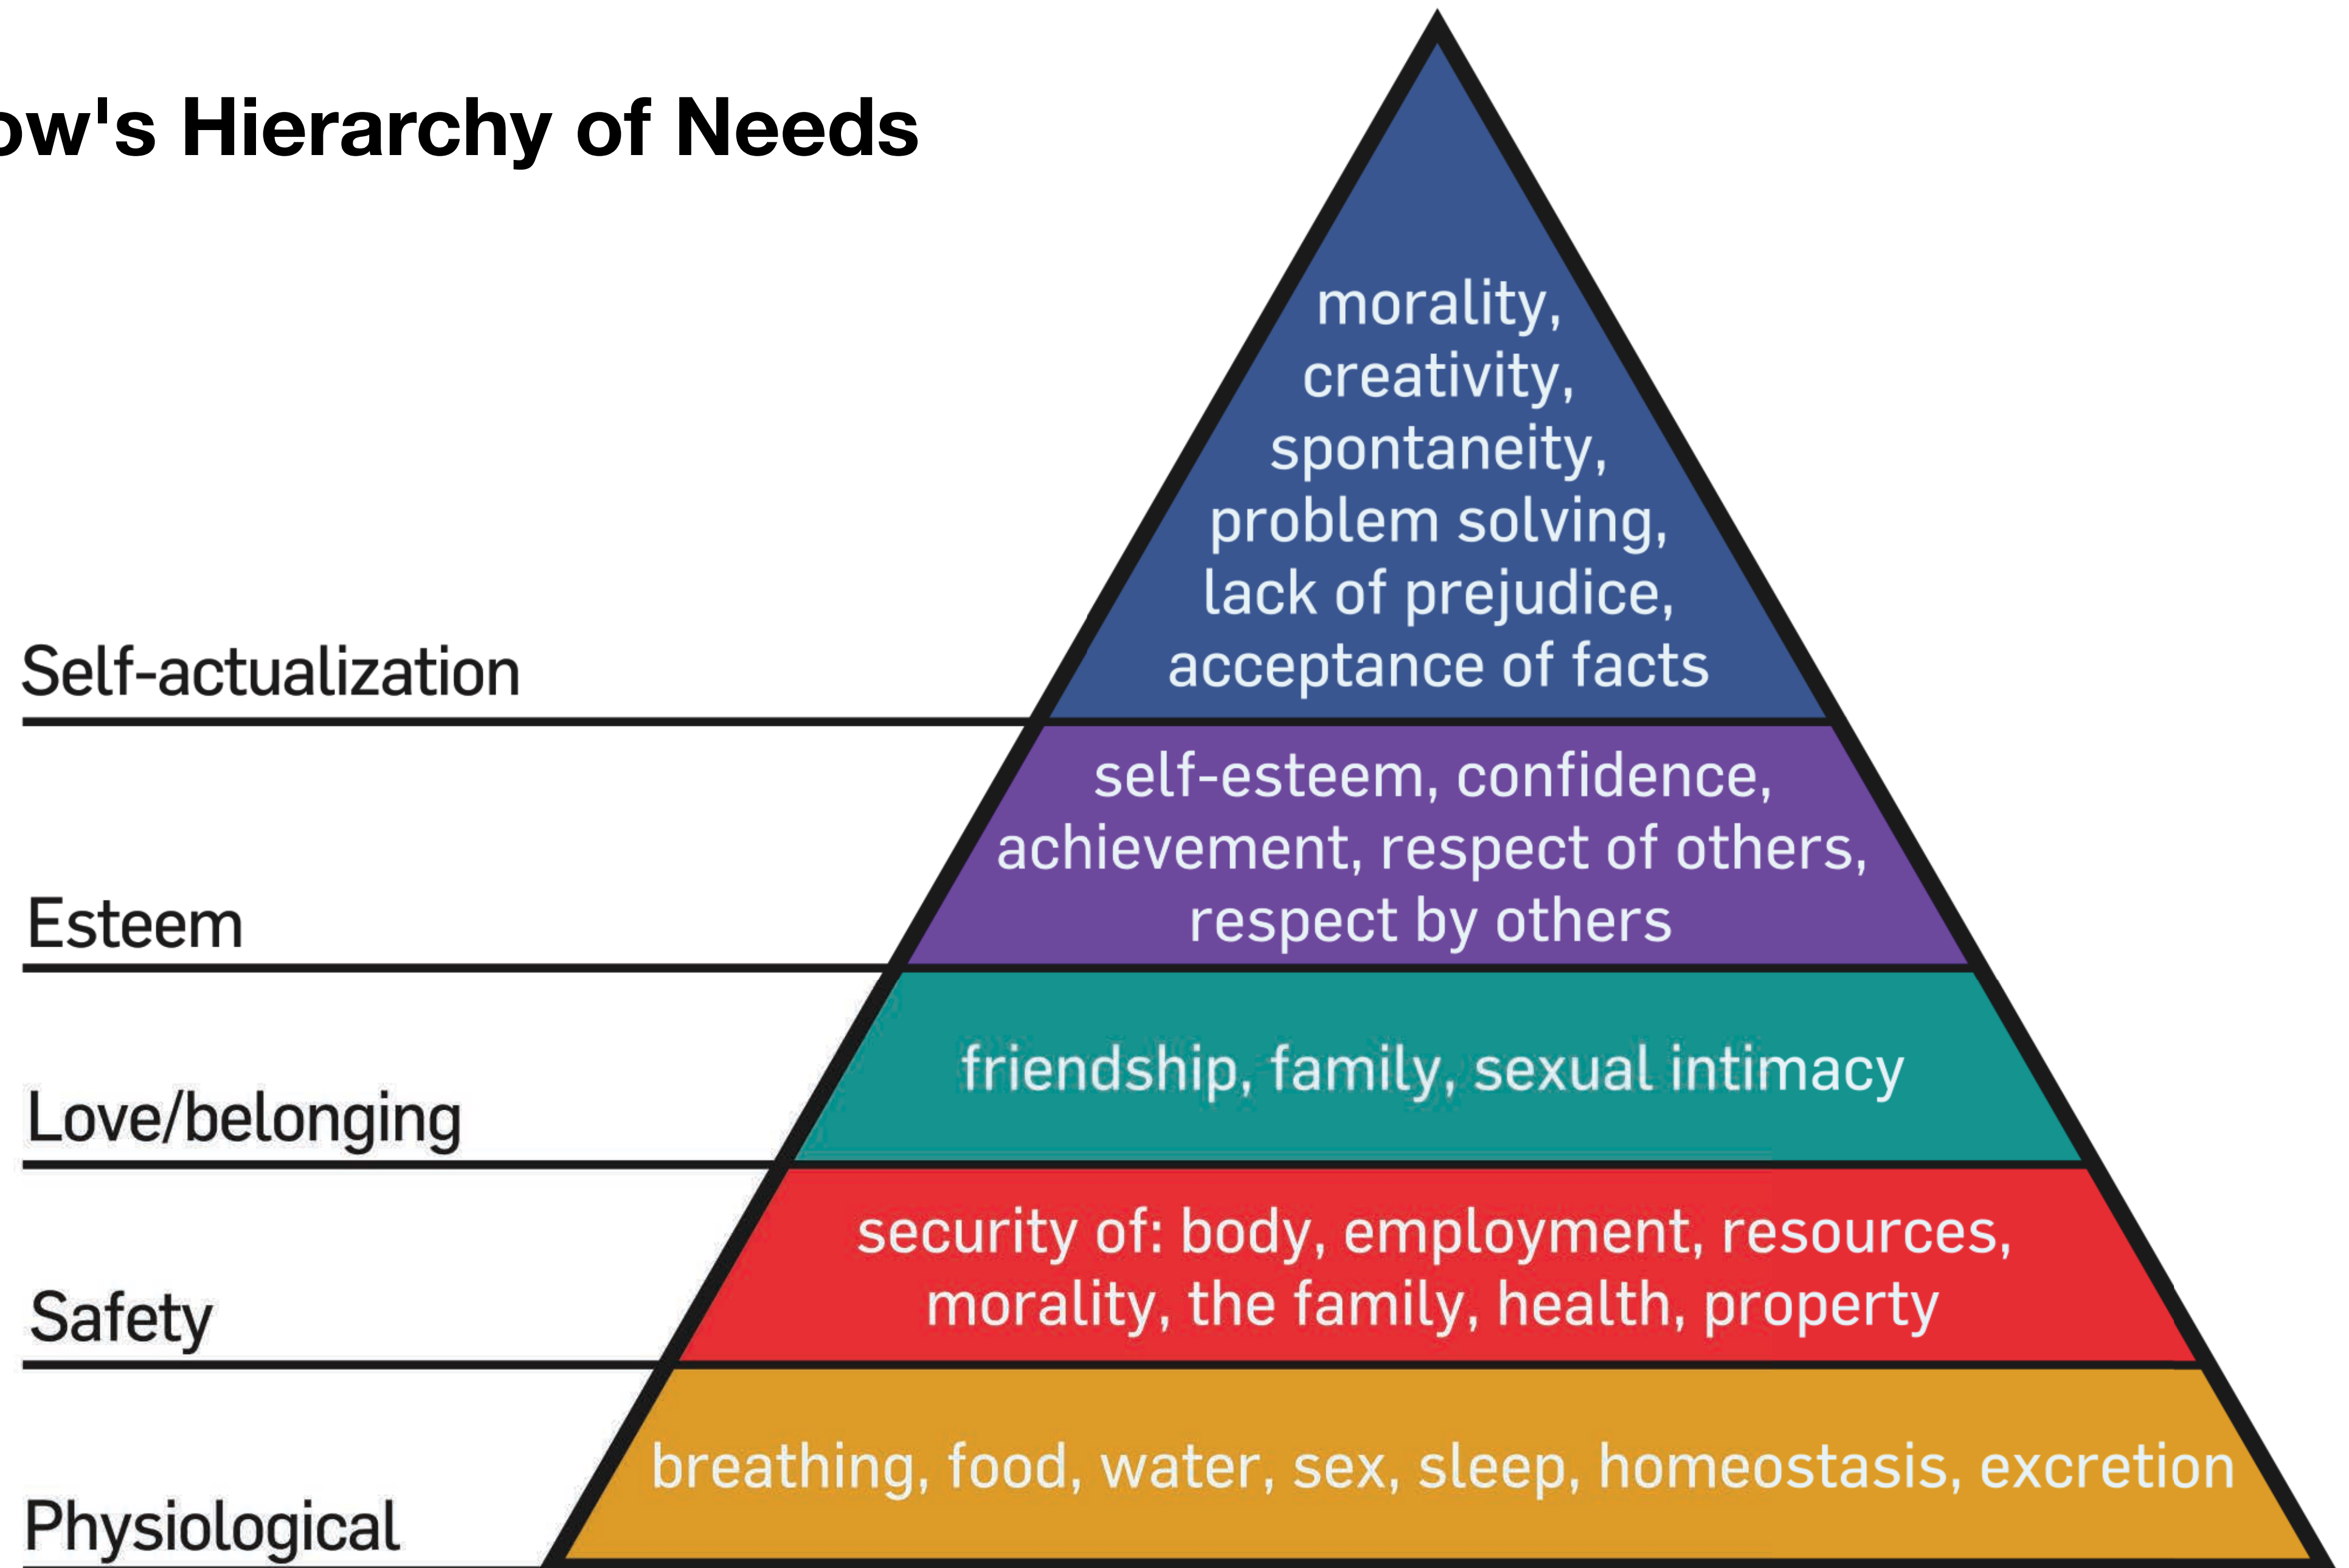 ow's Hierarchy of Needs
morality,
creativity,
spontaneity,
problem solving,
lack of prejudice,
acceptance of facts
Self-actualization
self-esteem, confidence,
achievement, respect of others,
respect by others
Esteem
friendship, family, sexual intimacy
Love/belonging
security of: body, employment, resources,
morality, the family, health, property
Safety
breathing, food, water, sex, sleep, homeostasis, excretion
Physiological